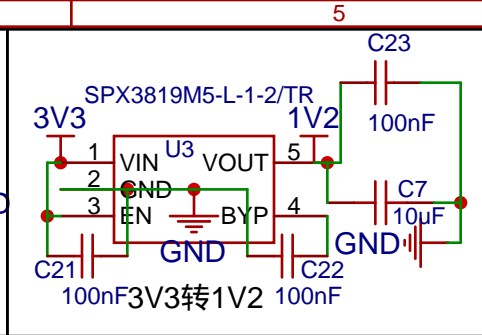 5
C23
SPX3819M5-L-1-2/TR
3V3
1V2
100nF
U3
1
VIN
VOUT
5
2
GND
3
EN
BYP
4
C7
10µF
GND
GND
C21
C22
100nF
3V3转1V2
100nF